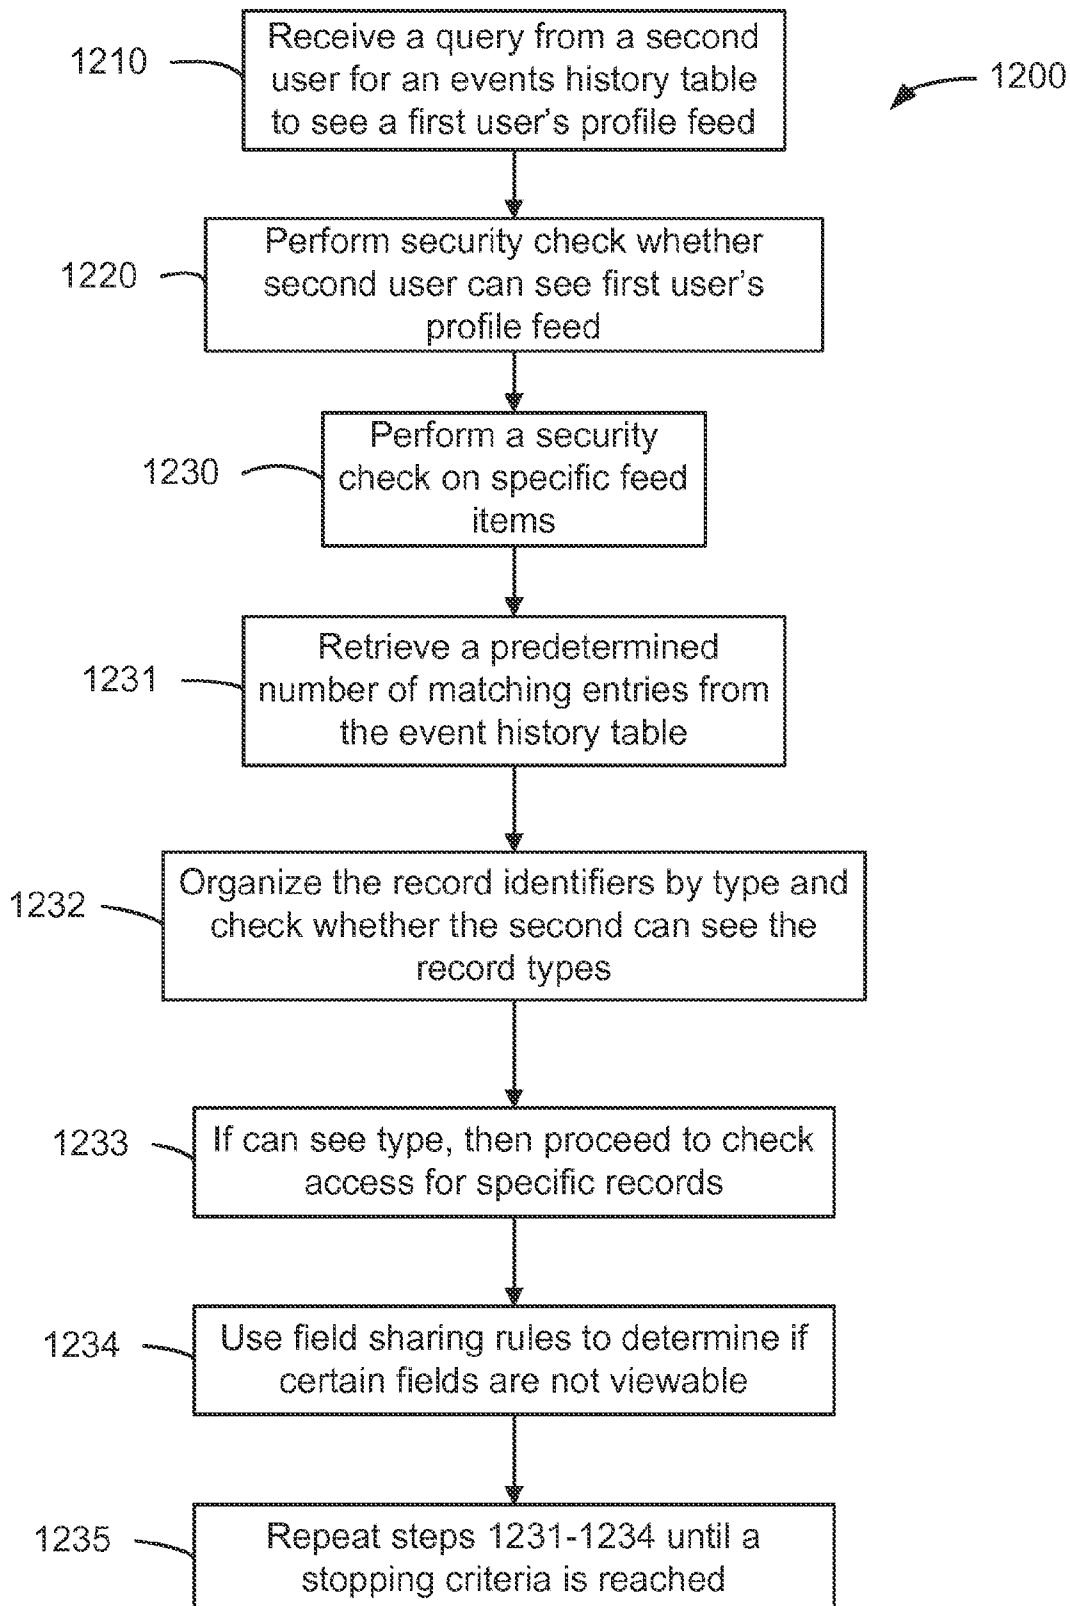 1200
1210
Receive a query from a second
user for an events history table
to see a first user's profile feed
1220
Perform security check whether
second user can see first user's
profile feed
1230
Perform a security
check on specific feed
items
1231
Retrieve a predetermined
number of matching entries from
the event history table
1232
Organize the record identifiers by type and
check whether the second can see the
record types
1233
If can see type, then proceed to check
access for specific records
1234
Use field sharing rules to determine if
certain fields are not viewable
1235
Repeat steps 1231-1234 until a
stopping criteria is reached